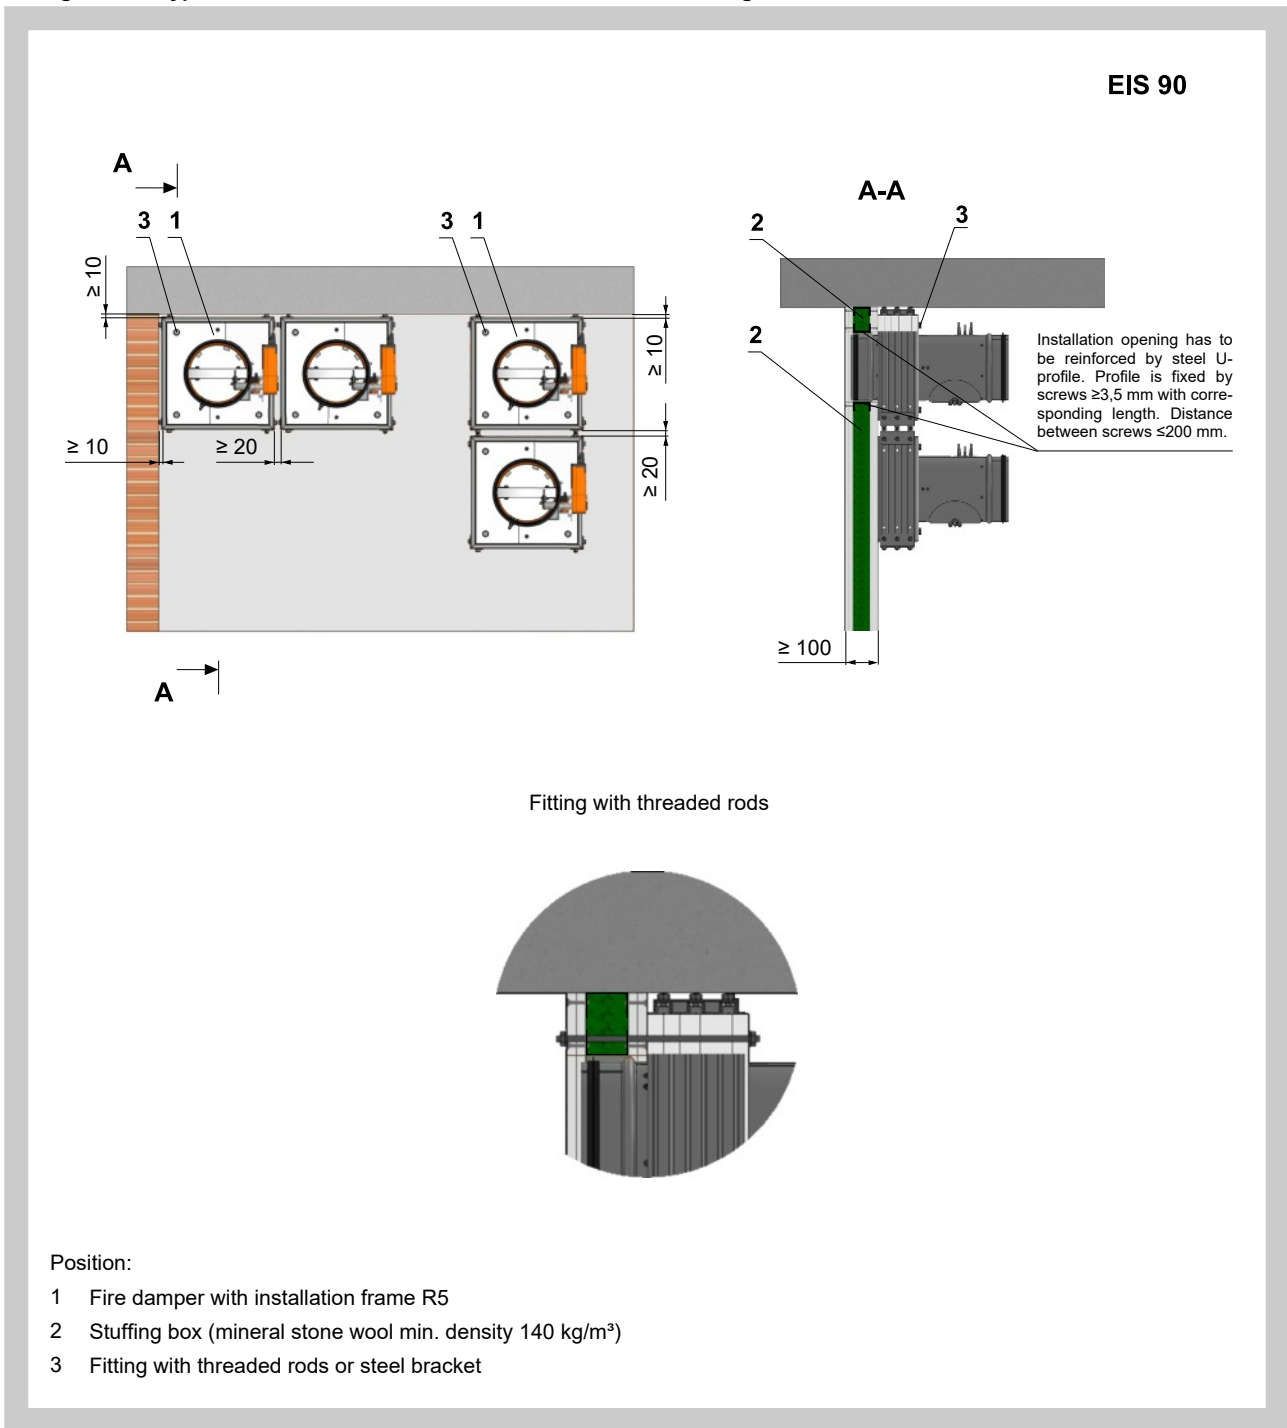 EIS 90
A
A-A
3 1
3 1
2
3
≥ 10
2
≥ 10
Installation opening has to
be reinforced by steel U-
profile. Profile is fixed by
screws ≥3,5 mm with corre-
sponding length. Distance
between screws ≤200 mm.
≥ 10
≥ 20
≥ 20
≥ 100
A
Fitting with threaded rods
Position:
1 Fire damper with installation frame R5
2 Stuffing box (mineral stone wool min. density 140 kg/m³)
3 Fitting with threaded rods or steel bracket